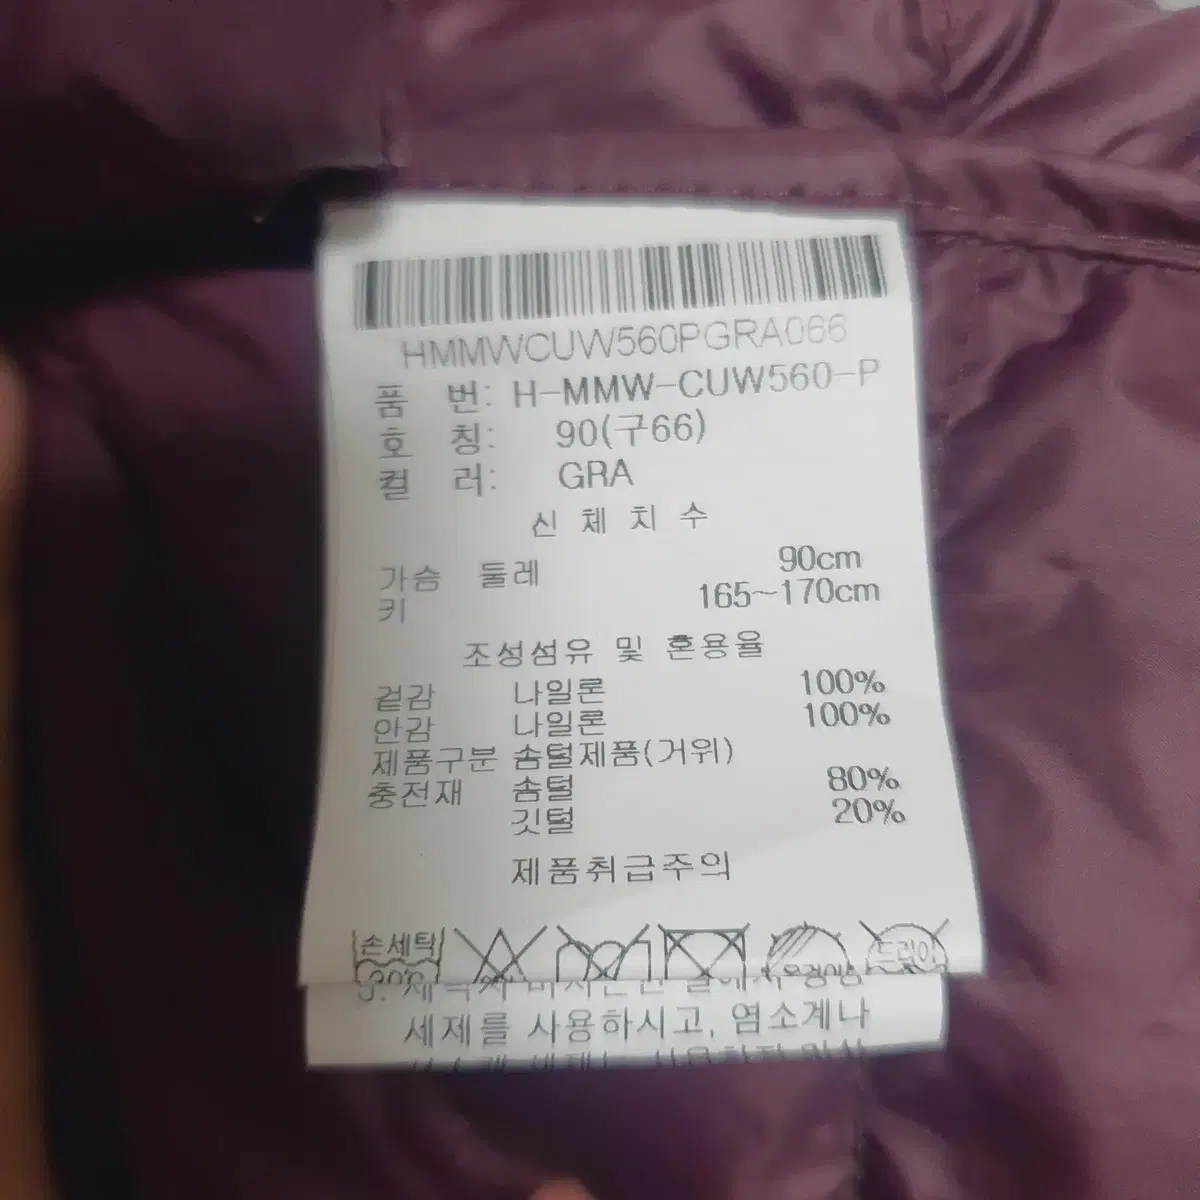 HMMWCUW560PGRA066
품 번: H-MMW-CUW560-P
호 칭: 90(구66)
컬 러: GRA
신 체 치 수
가슴 둘레 90cm
키 165~170cm
조성섬유 및 혼용율
겉감 나일론 100%
안감 나일론 100%
제품구분 솜털제품(거위)
충전재 솜털 80%
깃털 20%
제품취급주의
손세탁
드라이
세제를 사용하시고, 염소계나